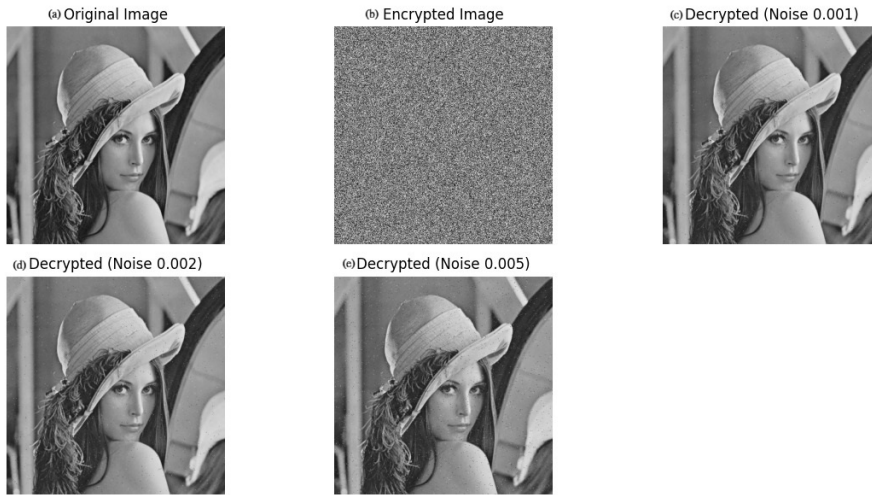 (a) Original Image
(b) Encrypted Image
(c) Decrypted (Noise 0.001)
(d) Decrypted (Noise 0.002)
(e) Decrypted (Noise 0.005)